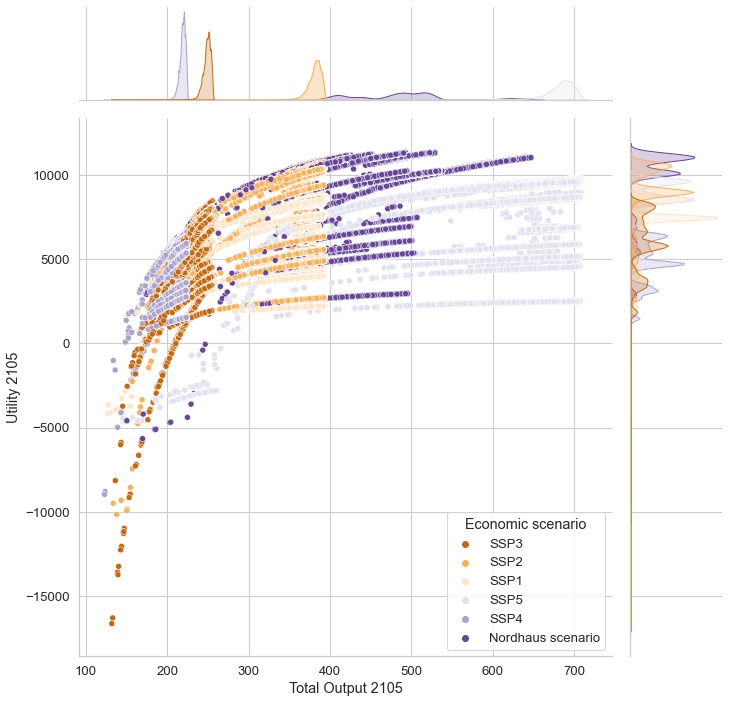 10000
5000
0
−5000
−10000
−15000
Utility 2105
Economic scenario
SSP3
SSP2
SSP1
SSP5
SSP4
Nordhaus scenario
100 200 300 400 500 600 700
Total Output 2105